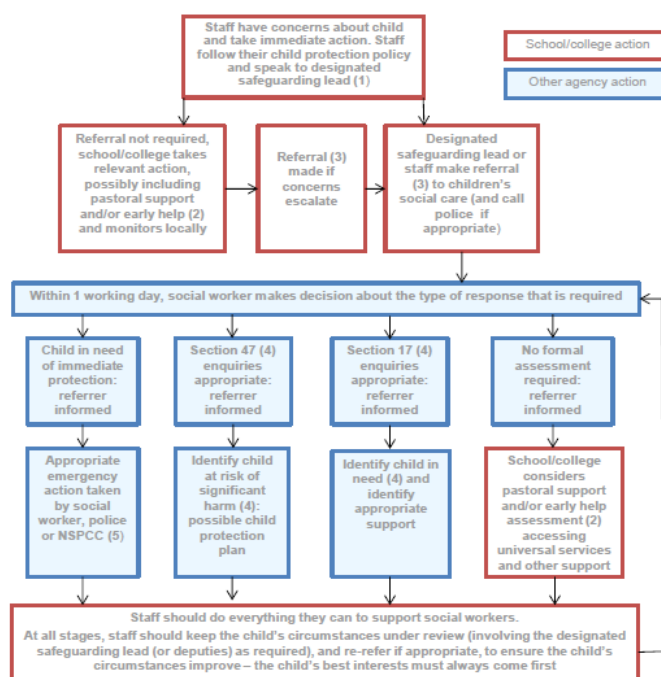 Staff have concerns about child
and take immediate action. Staff
follow their child protection policy
and speak to designated
safeguarding lead (1)
School/college action
Other agency action
Referral not required,
school/college takes
relevant action,
possibly including
pastoral support
and/or early help (2)
and monitors locally
Referral (3)
made if
concerns
escalate
Designated
safeguarding lead or
staff make referral
(3) to children's
social care (and call
police if
appropriate)
Within 1 working day, social worker makes decision about the type of response that is required
Child in need
of immediate
protection:
referrer
informed
Section 47 (4)
enquiries
appropriate:
referrer
informed
Section 17 (4)
enquiries
appropriate:
referrer
informed
No formal
assessment
required:
referrer
informed
Appropriate
emergency
action taken
by social
worker, police
or NSPCC (5)
Identify child
at risk of
significant
harm (4):
possible child
protection
plan
Identify child in
need (4) and
identify
appropriate
support
School/college
considers
pastoral support
and/or early help
assessment (2)
accessing
universal services
and other support
Staff should do everything they can to support social workers.
At all stages, staff should keep the child's circumstances under review (involving the designated
safeguarding lead (or deputies) as required), and re-refer if appropriate, to ensure the child's
circumstances improve – the child's best interests must always come first